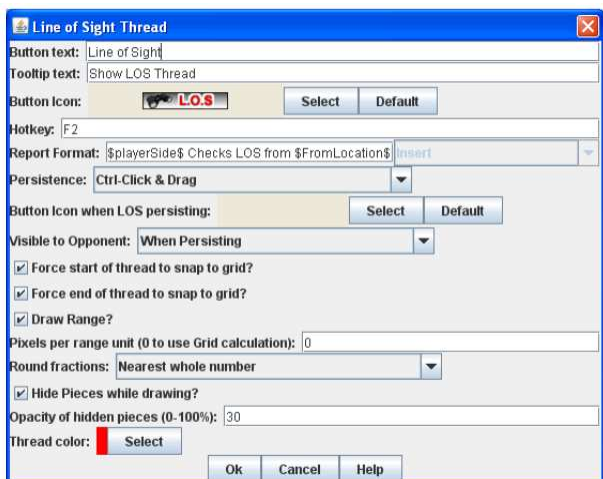 Line of Sight Thread
Button text: Line of Sight
Tooltip text: Show LOS Thread
Button Icon: L.O.S Select Default
Hotkey: F2
Report Format: $playerSide$ Checks LOS from $FromLocation$ Insert
Persistence: Ctrl-Click & Drag
Button Icon when LOS persisting: Select Default
Visible to Opponent: When Persisting
Force start of thread to snap to grid?
Force end of thread to snap to grid?
Draw Range?
Pixels per range unit (0 to use Grid calculation): 0
Round fractions: Nearest whole number
Hide Pieces while drawing?
Opacity of hidden pieces (0-100%): 30
Thread color: Select
Ok Cancel Help